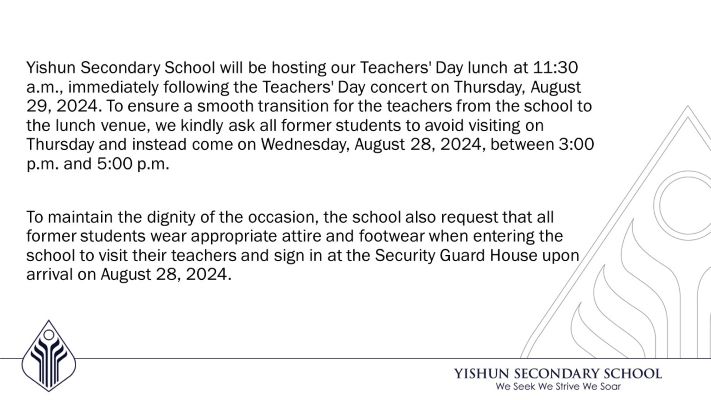 Yishun Secondary School will be hosting our Teachers' Day lunch at 11:30
a.m., immediately following the Teachers' Day concert on Thursday, August
29, 2024. To ensure a smooth transition for the teachers from the school to
the lunch venue, we kindly ask all former students to avoid visiting on
Thursday and instead come on Wednesday, August 28, 2024, between 3:00
p.m. and 5:00 p.m.
To maintain the dignity of the occasion, the school also request that all
former students wear appropriate attire and footwear when entering the
school to visit their teachers and sign in at the Security Guard House upon
arrival on August 28, 2024.
YISHUN SECONDARY SCHOOL
We Seek We Strive We Soar